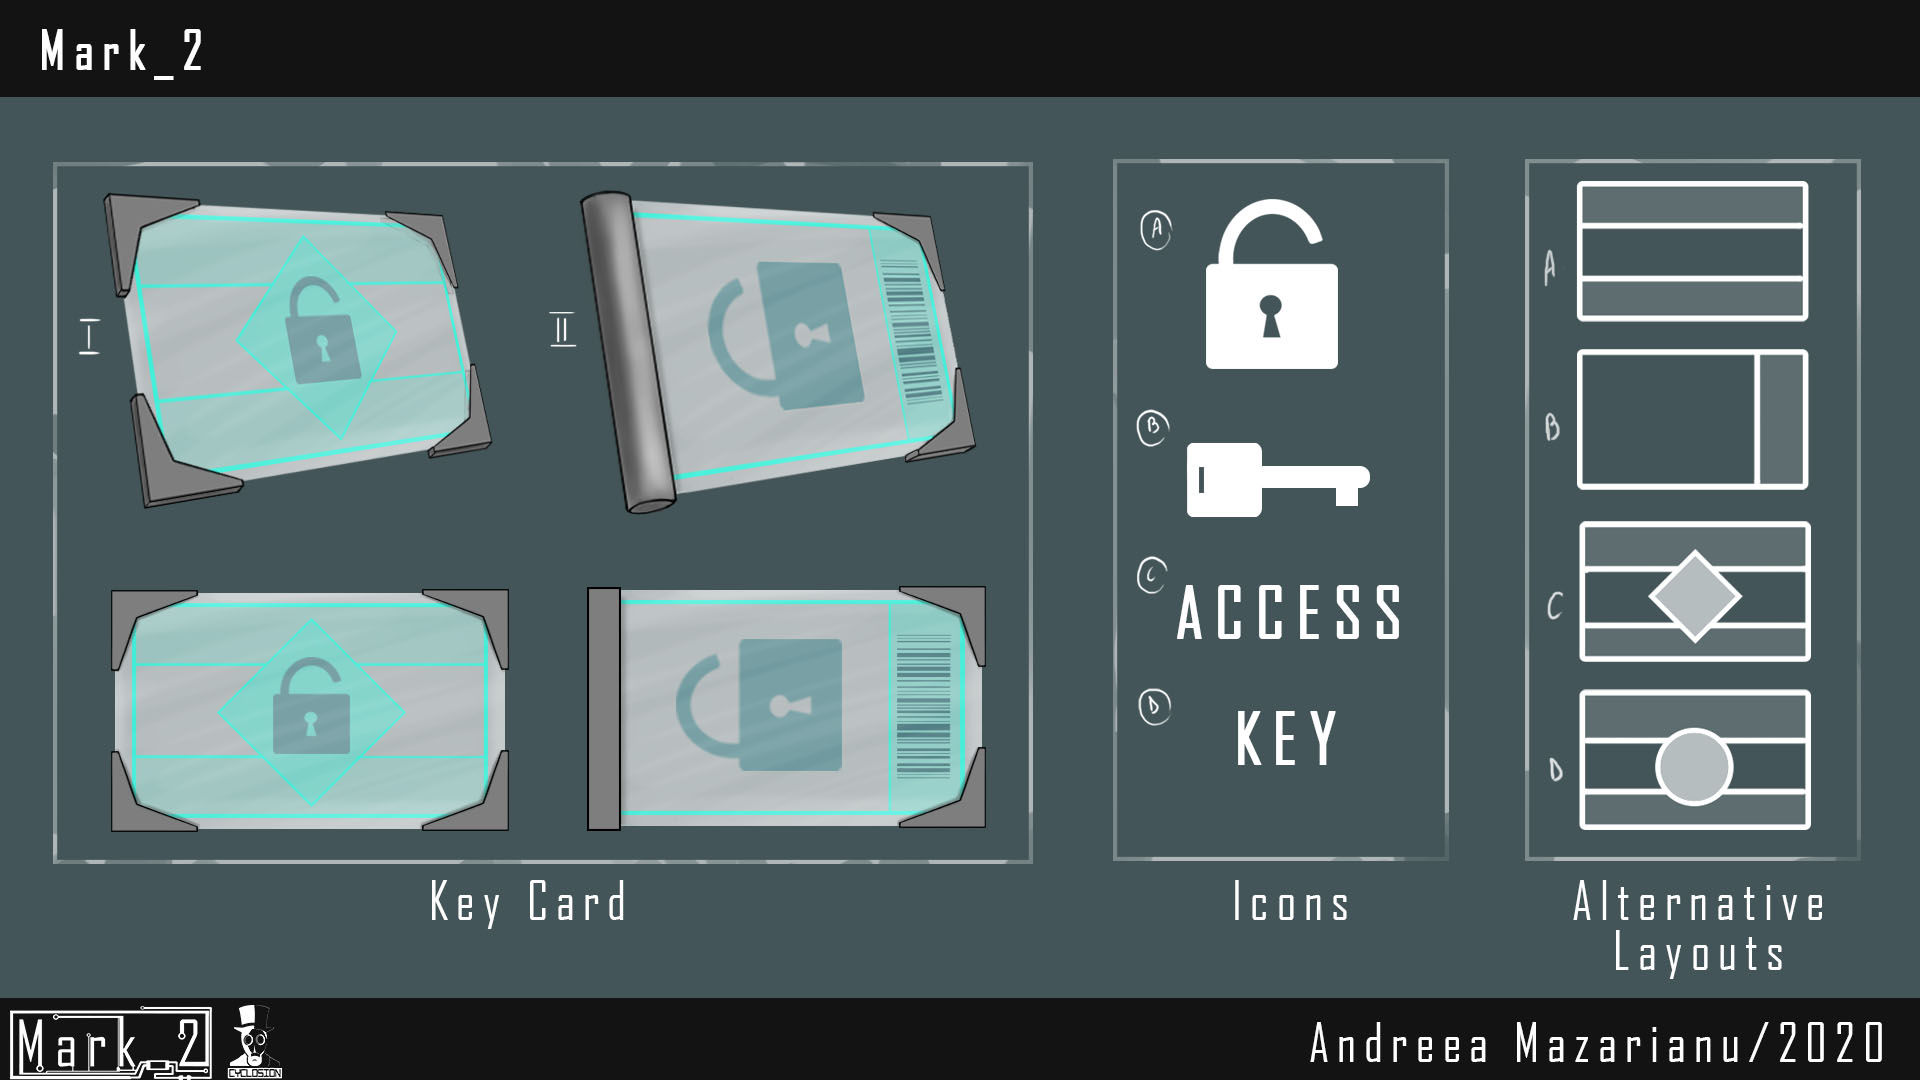 Mark_2
I
II
A
B
C
ACCESS
D
KEY
A
B
C
D
Key Card
Icons
Alternative
Layouts
Mark_2
CYCLOSION
Andreea Mazarianu/2020